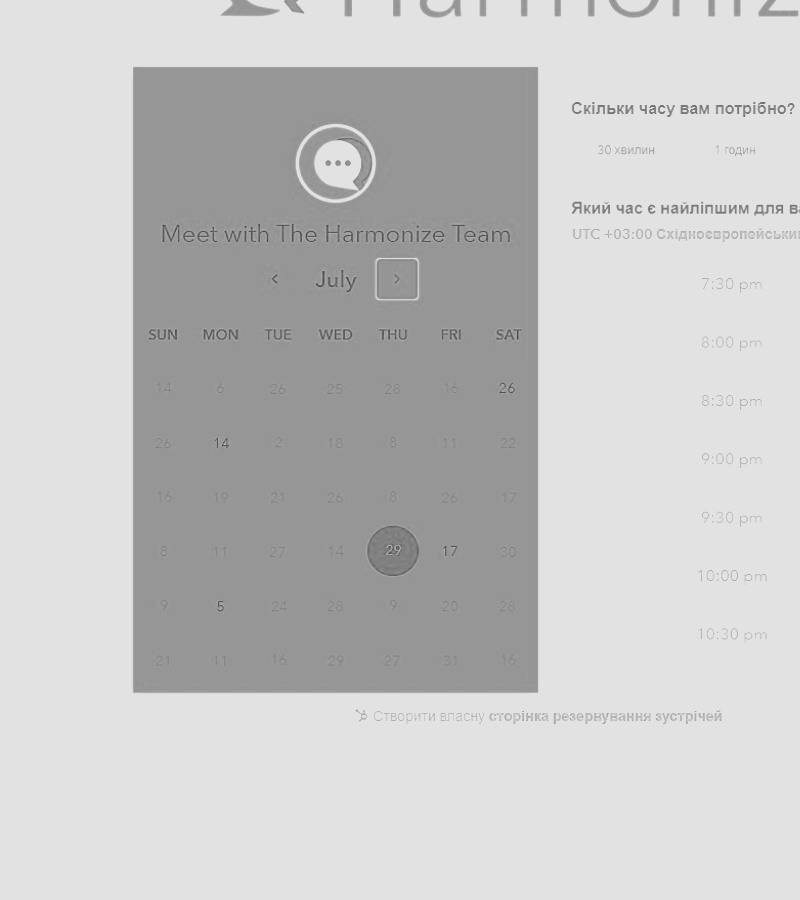 Harmoniz
Meet with The Harmonize Team
July
SUN MON TUE WED THU FRI SAT
14 6 26 25 28 16 26
26 14 2 18 8 11 22
16 19 21 26 8 26 17
8 11 27 14 29 17 30
9 5 24 28 9 20 28
21 11 16 29 27 31 16
Скільки часу вам потрібно?
30 хвилин 1 годин
Який час є найліпшим для ва
UTC +03:00 Східноєвропейський
7:30 pm
8:00 pm
8:30 pm
9:00 pm
9:30 pm
10:00 pm
10:30 pm
Створити власну сторінка резервування зустрічей